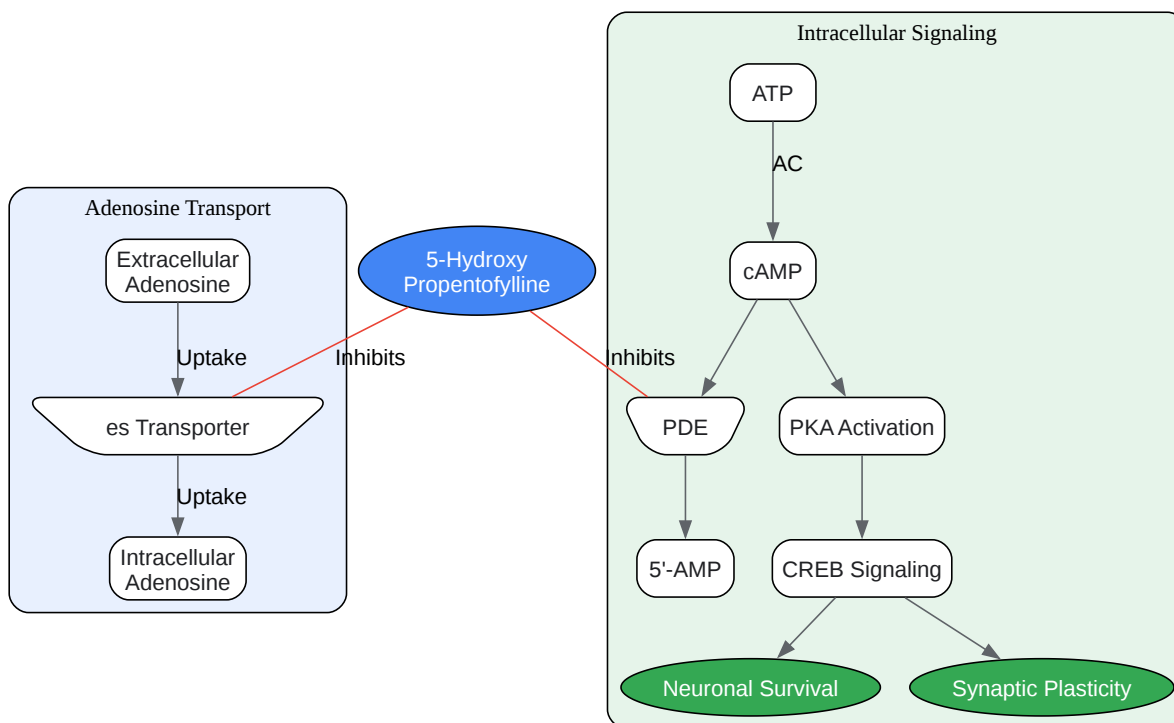 Intracellular Signaling
ATP
AC
Adenosine Transport
Extracellular
Adenosine
5-Hydroxy
Propentofylline
cAMP
Uptake
Inhibits
Inhibits
es Transporter
PDE
PKA Activation
Uptake
Intracellular
Adenosine
5'-AMP
CREB Signaling
Neuronal Survival
Synaptic Plasticity